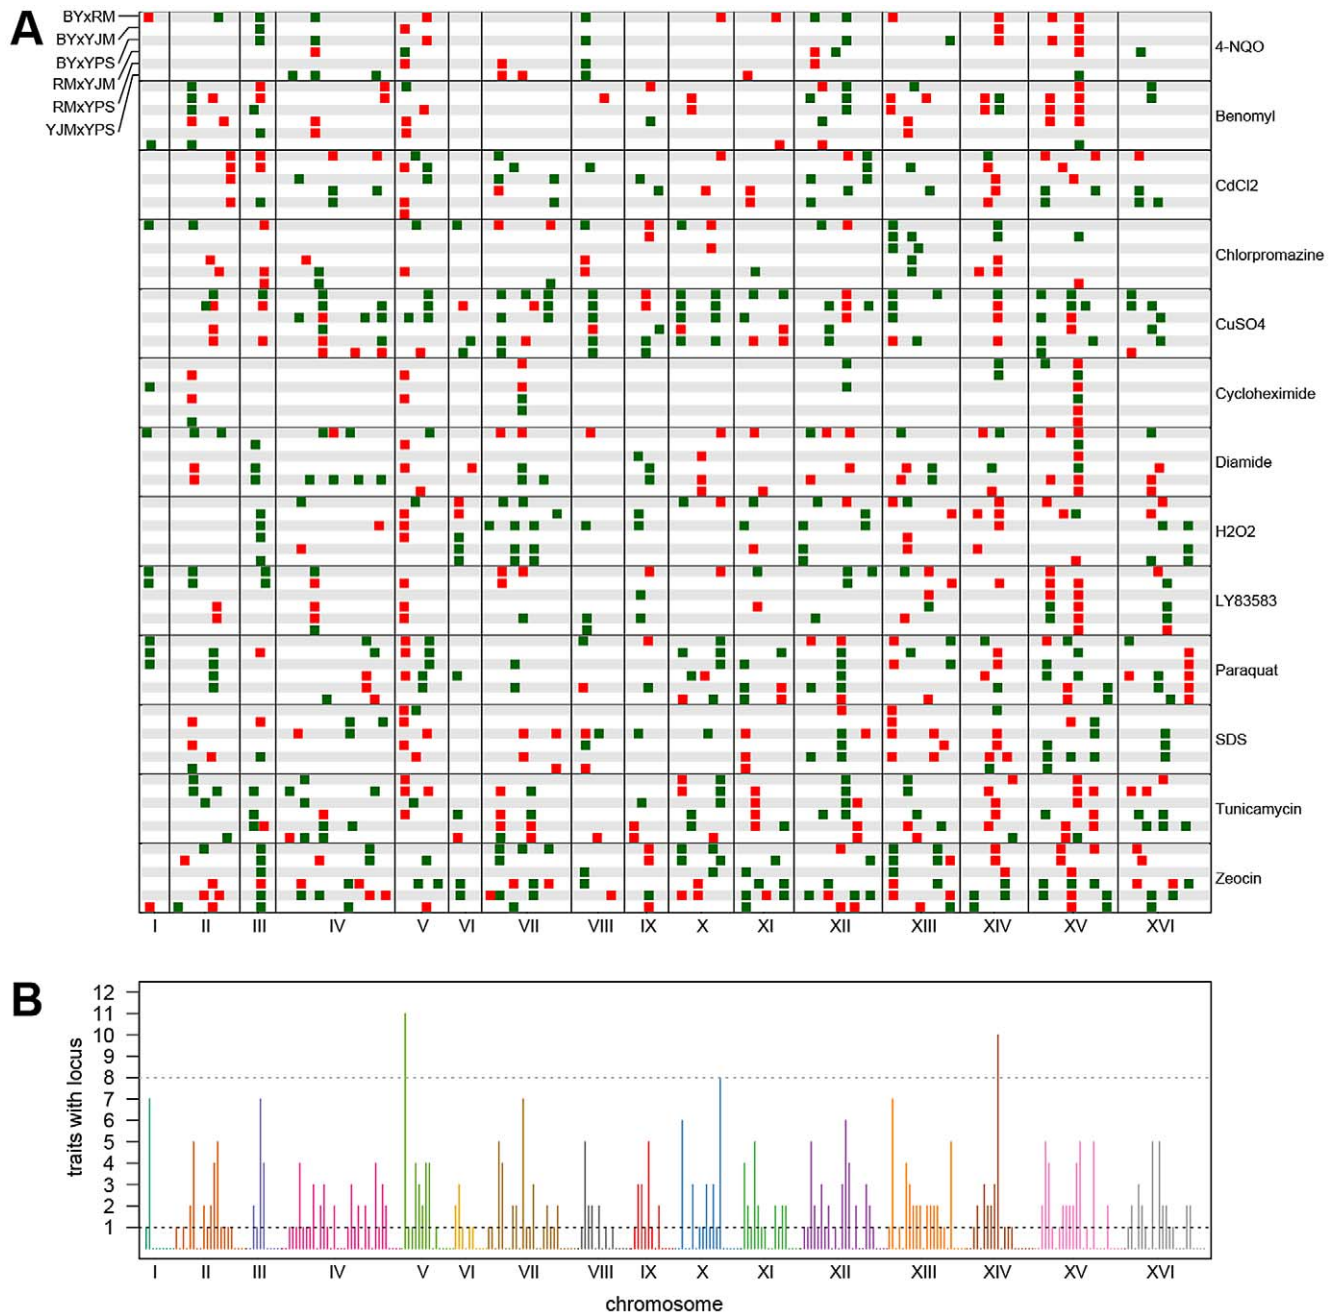 A
BYxRM
BYxYJM
BYxYPS
RMxYJM
RMxYPS
YJMxYPS
4-NQO
Benomyl
CdCl2
Chlorpromazine
CuSO4
Cycloheximide
Diamide
H2O2
LY83583
Paraquat
SDS
Tunicamycin
Zeocin
I II III IV V VI VII VIII IX X XI XII XIII XIV XV XVI
B
traits with locus
12
11
10
9
8
7
6
5
4
3
2
1
I II III IV V VI VII VIII IX X XI XII XIII XIV XV XVI
chromosome